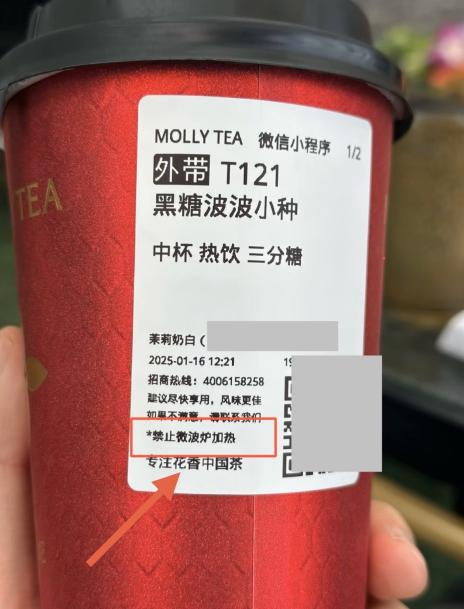 TEA
MOLLY TEA 微信小程序 1/2
外带 T121
黑糖波波小种
中杯 热饮 三分糖
茉莉奶白(
2025-01-16 12:21 19
招商热线：4006158258
建议尽快享用，风味更佳
如果不满意，请联系我们
*禁止微波炉加热
专注花香中国茶